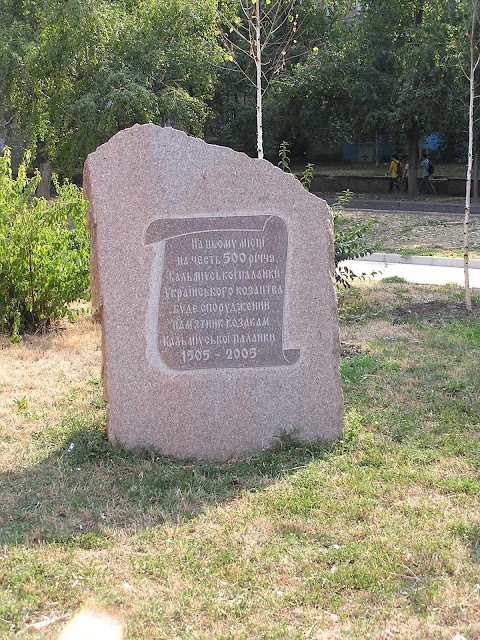 На цьому місці
на честь 500 річчя
Кальміуської паланки
Українського козацтва
буде споруджений
пам'ятник козакам
Кальміуської паланки
1505 - 2005